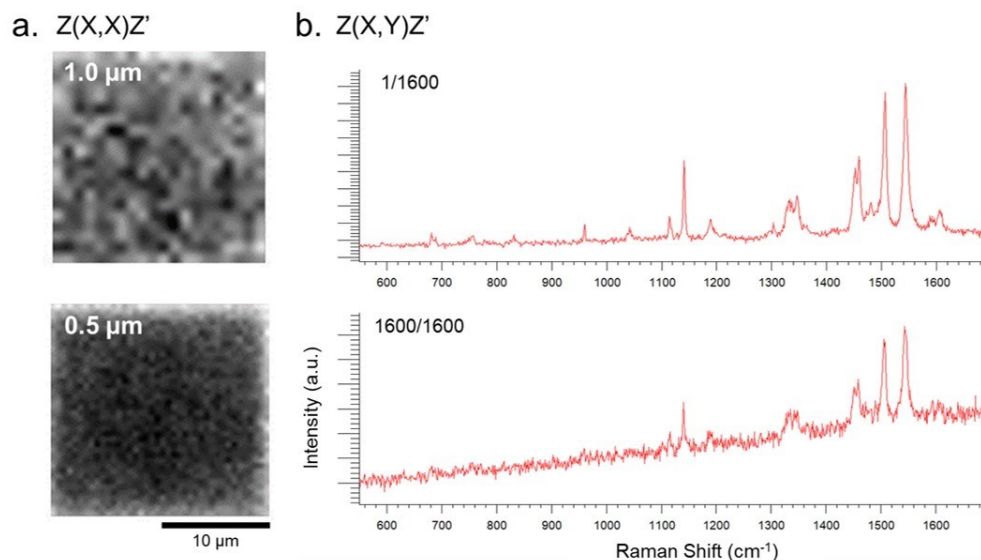 a. Z(X,X)Z’
1.0 µm
0.5 µm
10 µm
b. Z(X,Y)Z’
1/1600
600 700 800 900 1000 1100 1200 1300 1400 1500 1600
1600/1600
Intensity (a.u.)
600 700 800 900 1000 1100 1200 1300 1400 1500 1600
Raman Shift (cm⁻¹)